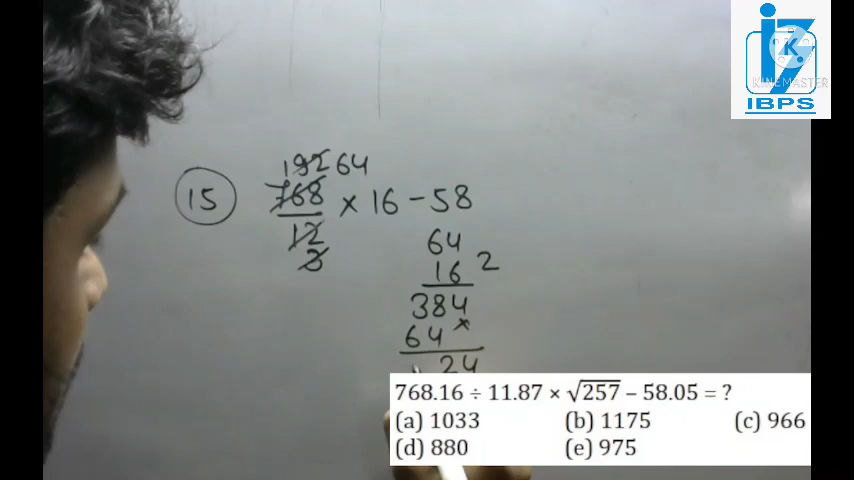 K
KINEMASTER
IBPS
192 64
15 768 × 16 - 58
12
3
64
16 2
384
64 ×
24
768.16 ÷ 11.87 × √257 – 58.05 = ?
(a) 1033 (b) 1175 (c) 966
(d) 880 (e) 975